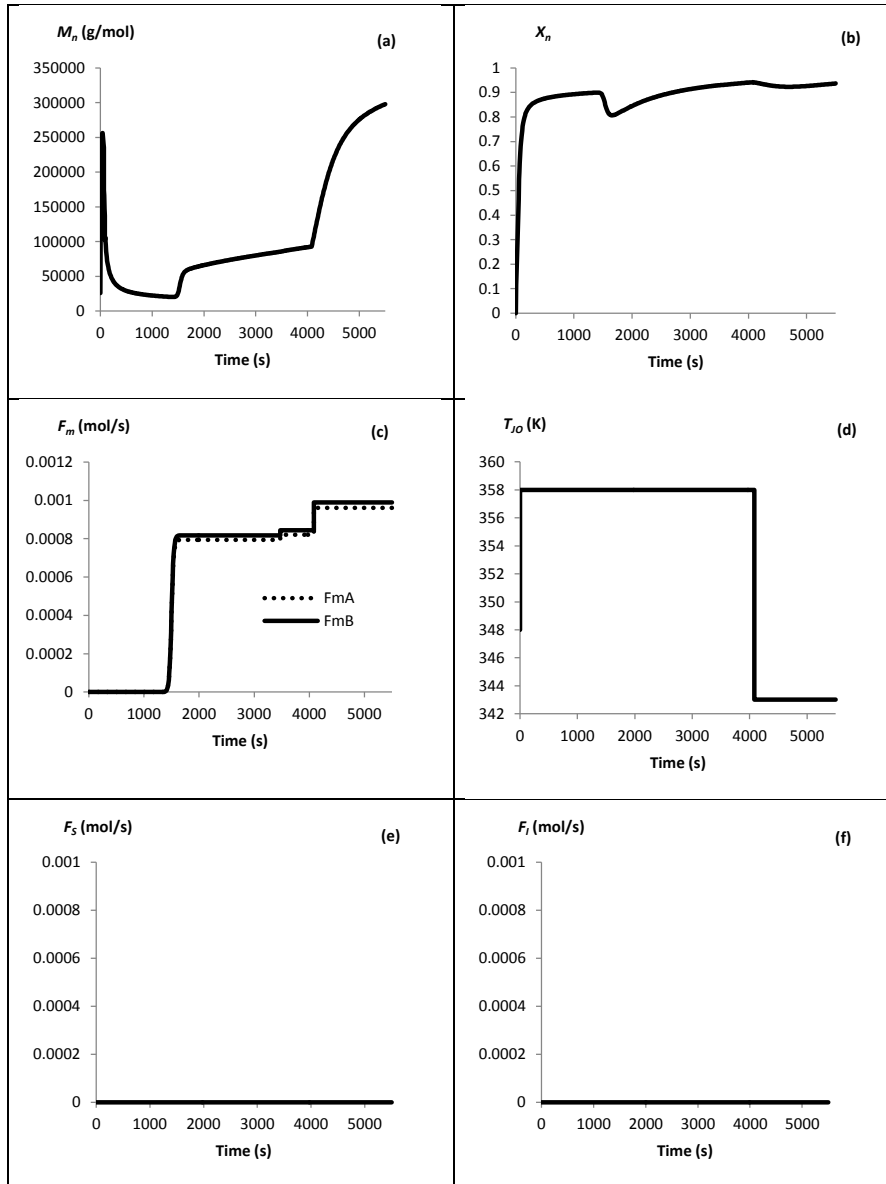 Mn (g/mol)
(a)
350000
300000
250000
200000
150000
100000
50000
0
0 1000 2000 3000 4000 5000
Time (s)
Xn
(b)
1
0.9
0.8
0.7
0.6
0.5
0.4
0.3
0.2
0.1
0
0 1000 2000 3000 4000 5000
Time (s)
Fm (mol/s)
(c)
0.0012
0.001
0.0008
0.0006
0.0004
0.0002
0
FmA
FmB
0 1000 2000 3000 4000 5000
Time (s)
TJO (K)
(d)
360
358
356
354
352
350
348
346
344
342
0 1000 2000 3000 4000 5000
Time (s)
FS (mol/s)
(e)
0.001
0.0008
0.0006
0.0004
0.0002
0
0 1000 2000 3000 4000 5000
Time (s)
FI (mol/s)
(f)
0.001
0.0008
0.0006
0.0004
0.0002
0
0 1000 2000 3000 4000 5000
Time (s)